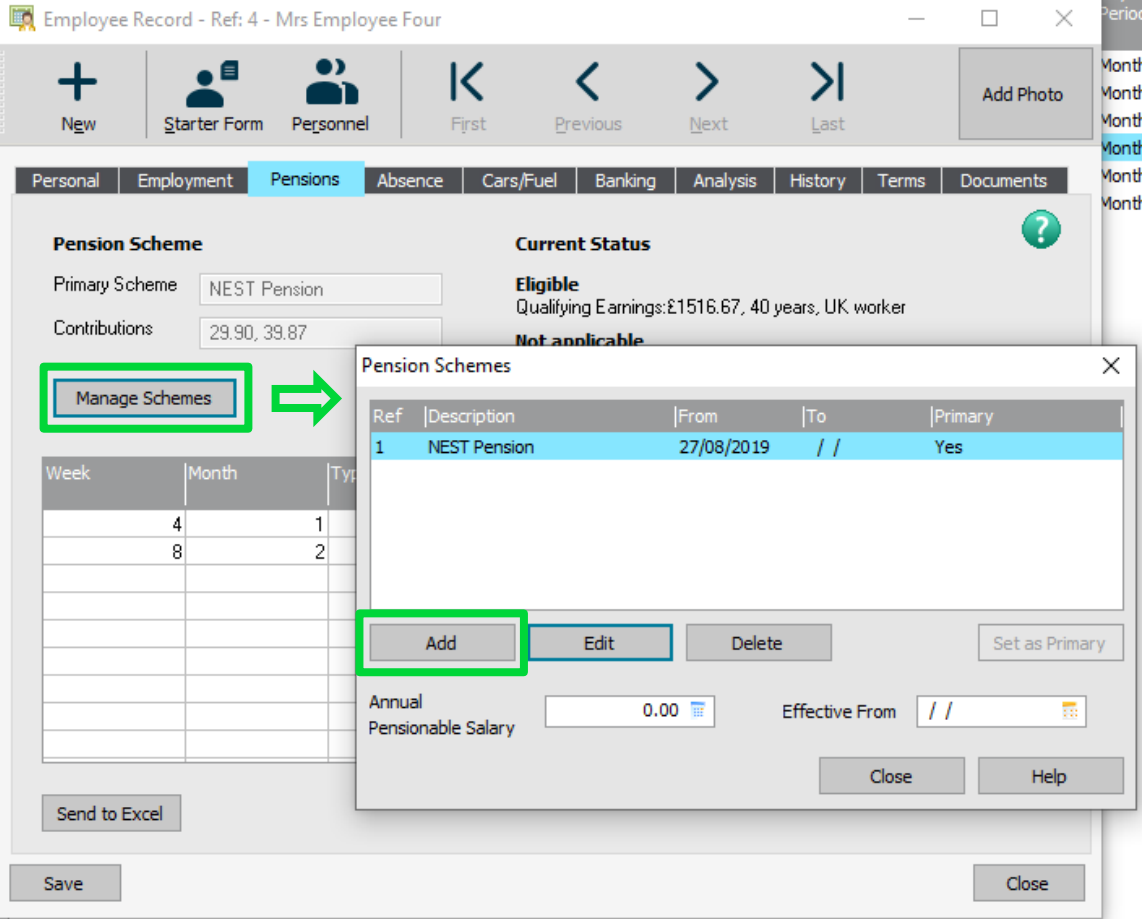 Employee Record - Ref: 4 - Mrs Employee Four
Period
New Starter Form Personnel First Previous Next Last Add Photo
Month
Month
Month
Month
Month
Month
Personal Employment Pensions Absence Cars/Fuel Banking Analysis History Terms Documents
?
Pension Scheme
Primary Scheme NEST Pension
Contributions 29.90, 39.87
Manage Schemes
Current Status
Eligible
Qualifying Earnings:£1516.67, 40 years, UK worker
Not applicable
Week Month Typ
4 1
8 2
Send to Excel
Save Close
Pension Schemes
Ref Description From To Primary
1 NEST Pension 27/08/2019 / / Yes
Add Edit Delete Set as Primary
Annual
Pensionable Salary 0.00 Effective From / /
Close Help